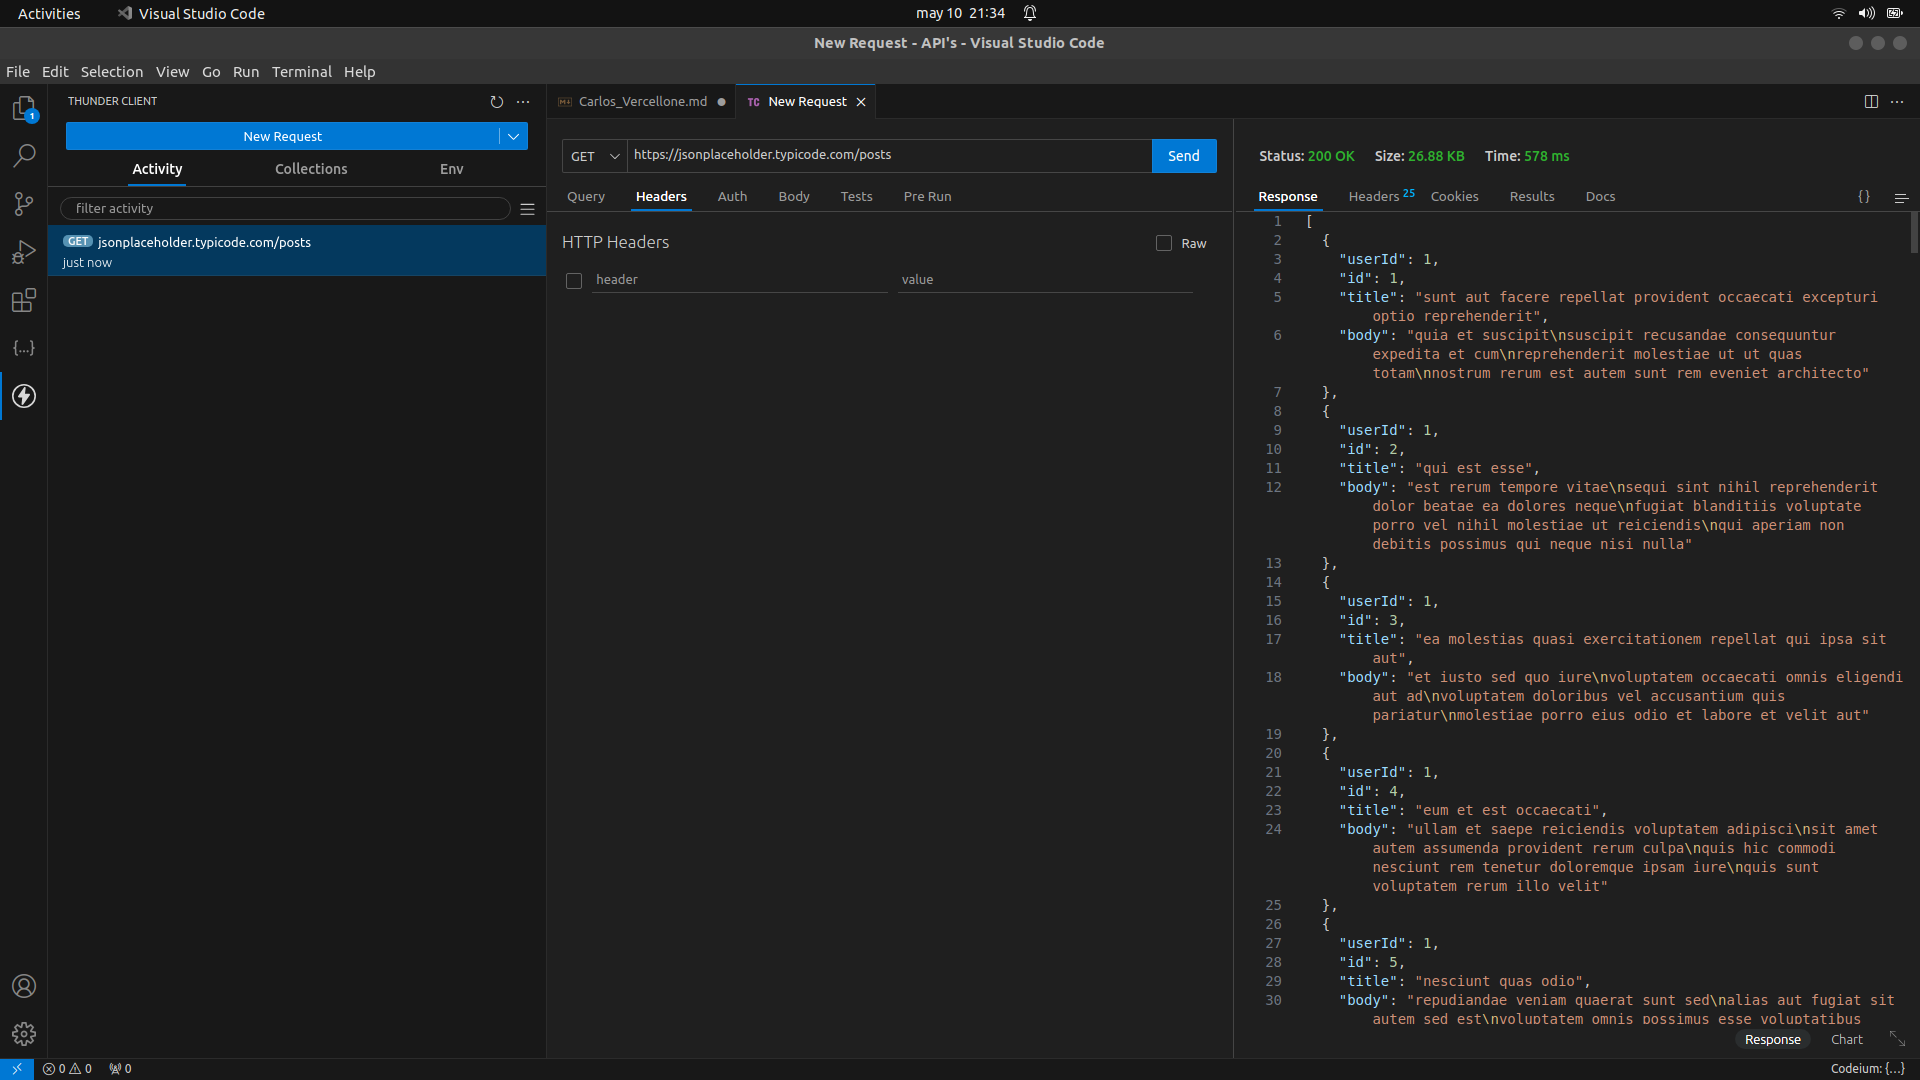 Activities Visual Studio Code may 10 21:34
New Request - API's - Visual Studio Code
File Edit Selection View Go Run Terminal Help
THUNDER CLIENT
New Request
Activity Collections Env
filter activity
GET jsonplaceholder.typicode.com/posts
just now
1
Carlos_Vercellone.md TC New Request
GET https://jsonplaceholder.typicode.com/posts Send
Query Headers Auth Body Tests Pre Run
HTTP Headers Raw
header value
Status: 200 OK Size: 26.88 KB Time: 578 ms
Response Headers 25 Cookies Results Docs {}
1 [
2 {
3 "userId": 1,
4 "id": 1,
5 "title": "sunt aut facere repellat provident occaecati excepturi
optio reprehenderit",
6 "body": "quia et suscipit\nsuscipit recusandae consequuntur
expedita et cum\nreprehenderit molestiae ut ut quas
totam\nnostrum rerum est autem sunt rem eveniet architecto"
7 },
8 {
9 "userId": 1,
10 "id": 2,
11 "title": "qui est esse",
12 "body": "est rerum tempore vitae\nsequi sint nihil reprehenderit
dolor beatae ea dolores neque\nfugiat blanditiis voluptate
porro vel nihil molestiae ut reiciendis\nqui aperiam non
debitis possimus qui neque nisi nulla"
13 },
14 {
15 "userId": 1,
16 "id": 3,
17 "title": "ea molestias quasi exercitationem repellat qui ipsa sit
aut",
18 "body": "et iusto sed quo iure\nvoluptatem occaecati omnis eligendi
aut ad\nvoluptatem doloribus vel accusantium quis
pariatur\nmolestiae porro eius odio et labore et velit aut"
19 },
20 {
21 "userId": 1,
22 "id": 4,
23 "title": "eum et est occaecati",
24 "body": "ullam et saepe reiciendis voluptatem adipisci\nsit amet
autem assumenda provident rerum culpa\nquis hic commodi
nesciunt rem tenetur doloremque ipsam iure\nquis sunt
voluptatem rerum illo velit"
25 },
26 {
27 "userId": 1,
28 "id": 5,
29 "title": "nesciunt quas odio",
30 "body": "repudiandae veniam quaerat sunt sed\nalias aut fugiat sit
autem sed est\nvoluptatem omnis possimus esse voluptatibus
Response Chart
0 0 0 Codeium: {...}